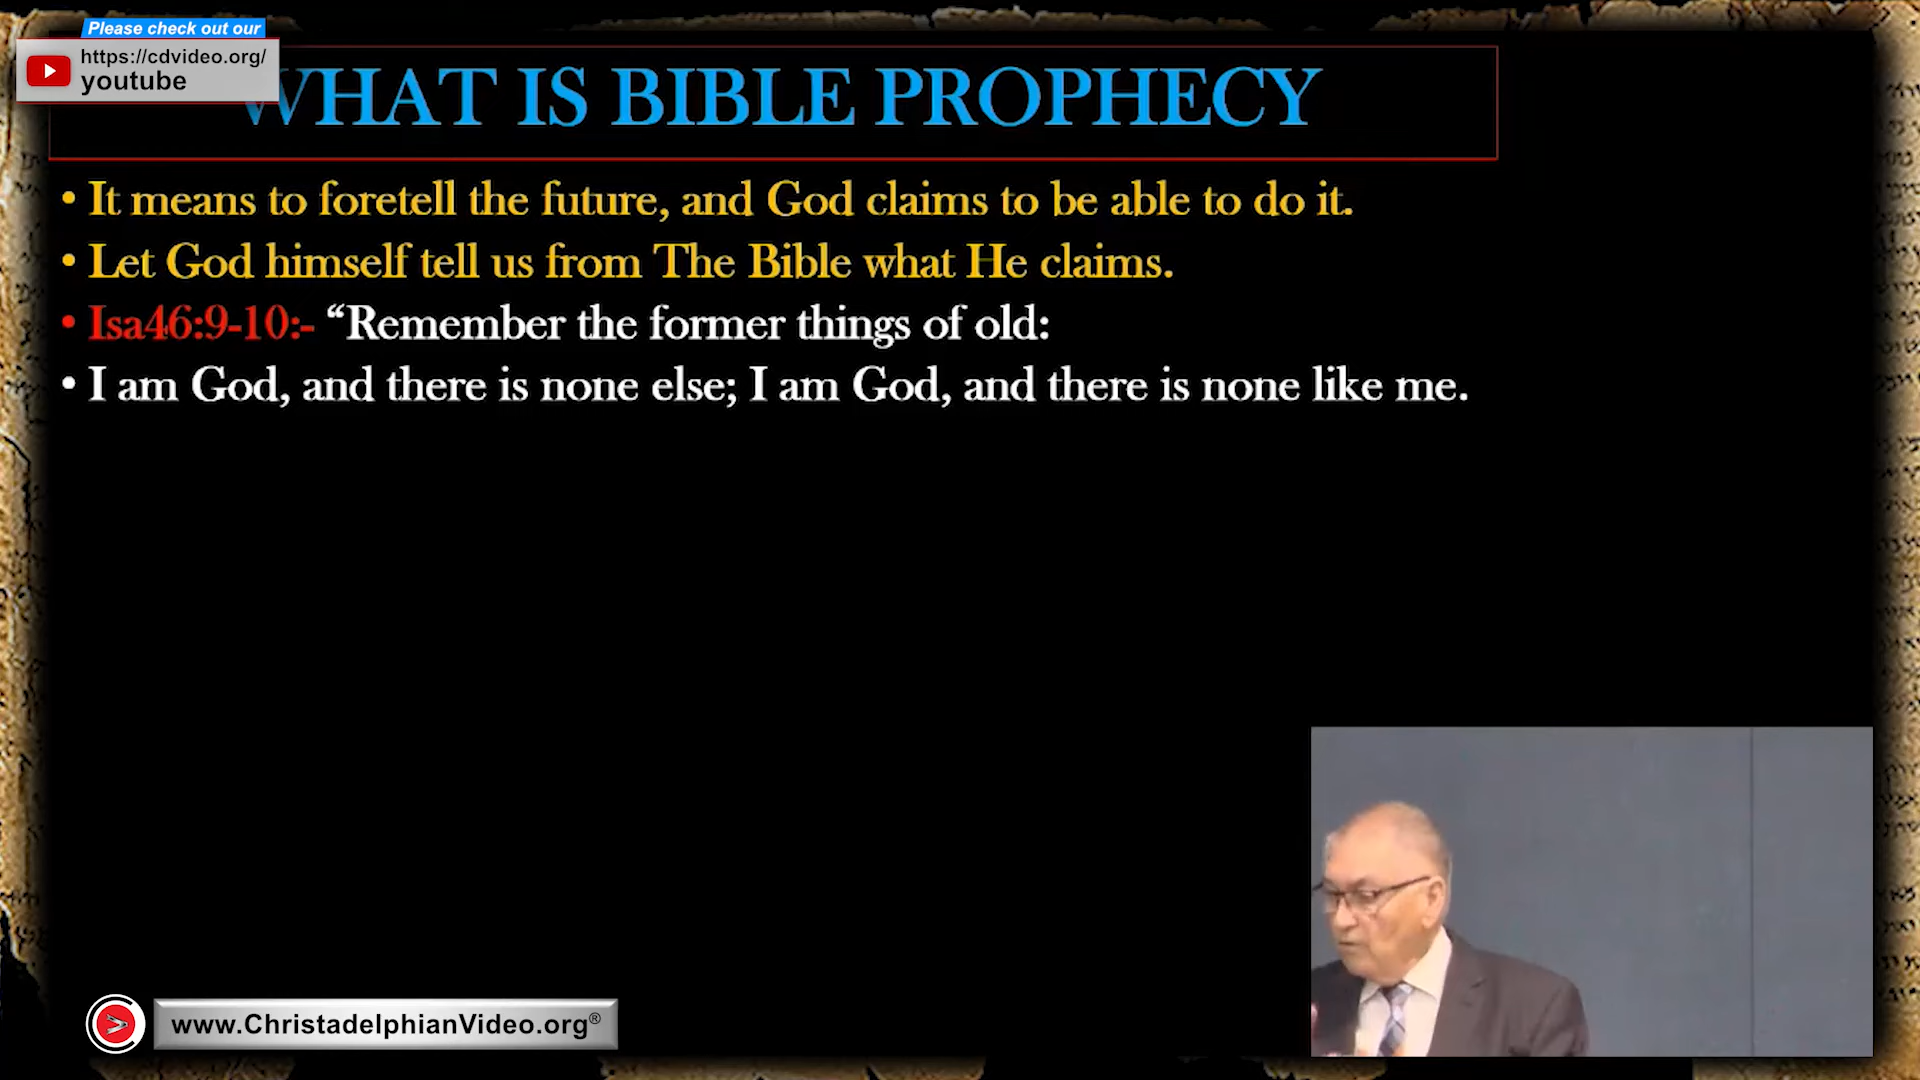 Please check out our
https://cdvideo.org/
youtube
WHAT IS BIBLE PROPHECY
• It means to foretell the future, and God claims to be able to do it.
• Let God himself tell us from The Bible what He claims.
• Isa46:9-10:- “Remember the former things of old:
• I am God, and there is none else; I am God, and there is none like me.
www.ChristadelphianVideo.org®